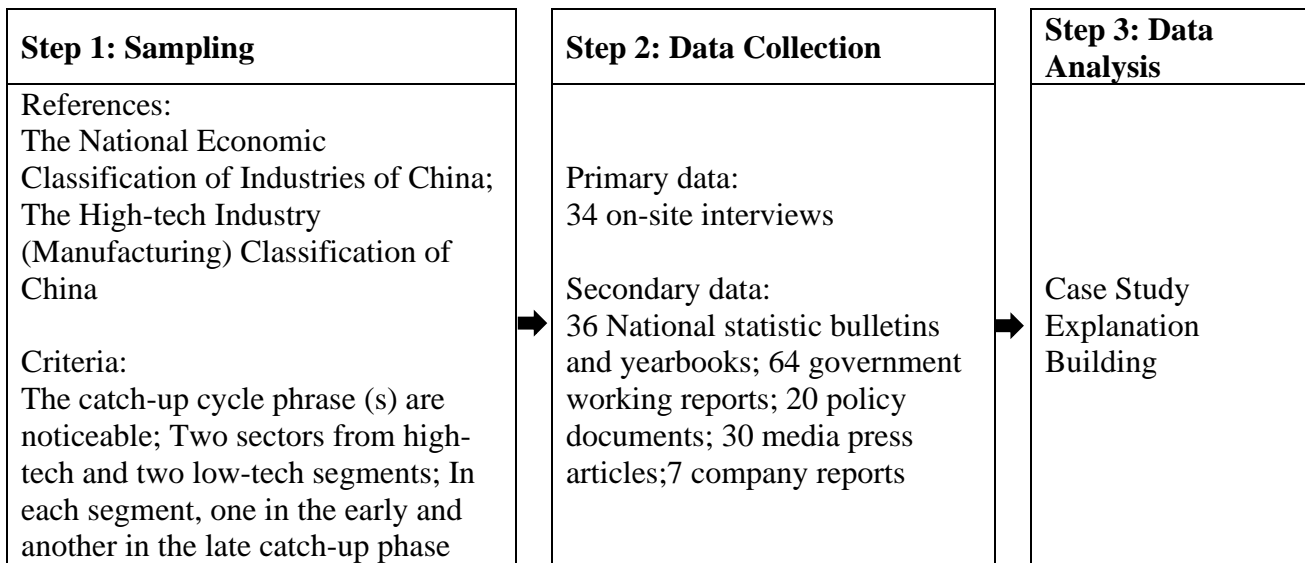 Step 1: Sampling
References:
The National Economic
Classification of Industries of China;
The High-tech Industry
(Manufacturing) Classification of
China
Criteria:
The catch-up cycle phrase (s) are
noticeable; Two sectors from high-
tech and two low-tech segments; In
each segment, one in the early and
another in the late catch-up phase
Step 2: Data Collection
Primary data:
34 on-site interviews
Secondary data:
36 National statistic bulletins
and yearbooks; 64 government
working reports; 20 policy
documents; 30 media press
articles;7 company reports
Step 3: Data
Analysis
Case Study
Explanation
Building